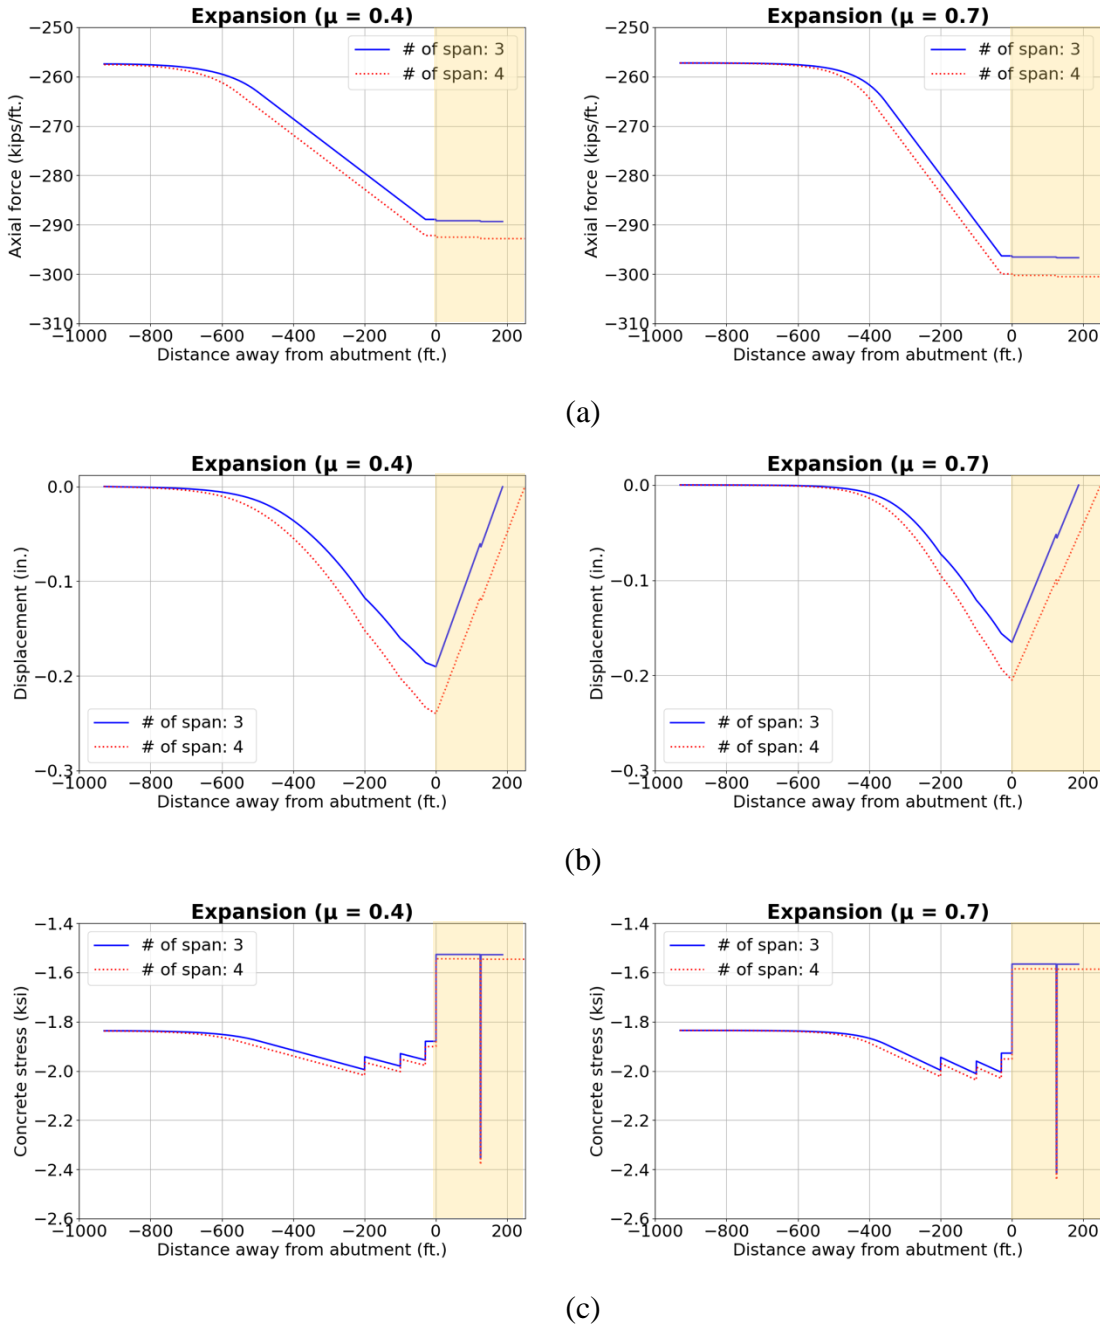 Expansion (μ = 0.4)
Axial force (kips/ft.)
−250
−260
−270
−280
−290
−300
−310
# of span: 3
# of span: 4
−1000 −800 −600 −400 −200 0 200
Distance away from abutment (ft.)
Expansion (μ = 0.7)
Axial force (kips/ft.)
−250
−260
−270
−280
−290
−300
−310
# of span: 3
# of span: 4
−1000 −800 −600 −400 −200 0 200
Distance away from abutment (ft.)
(a)
Expansion (μ = 0.4)
Displacement (in.)
0.0
−0.1
−0.2
−0.3
# of span: 3
# of span: 4
−1000 −800 −600 −400 −200 0 200
Distance away from abutment (ft.)
Expansion (μ = 0.7)
Displacement (in.)
0.0
−0.1
−0.2
−0.3
# of span: 3
# of span: 4
−1000 −800 −600 −400 −200 0 200
Distance away from abutment (ft.)
(b)
Expansion (μ = 0.4)
Concrete stress (ksi)
−1.4
−1.6
−1.8
−2.0
−2.2
−2.4
−2.6
# of span: 3
# of span: 4
−1000 −800 −600 −400 −200 0 200
Distance away from abutment (ft.)
Expansion (μ = 0.7)
Concrete stress (ksi)
−1.4
−1.6
−1.8
−2.0
−2.2
−2.4
−2.6
# of span: 3
# of span: 4
−1000 −800 −600 −400 −200 0 200
Distance away from abutment (ft.)
(c)